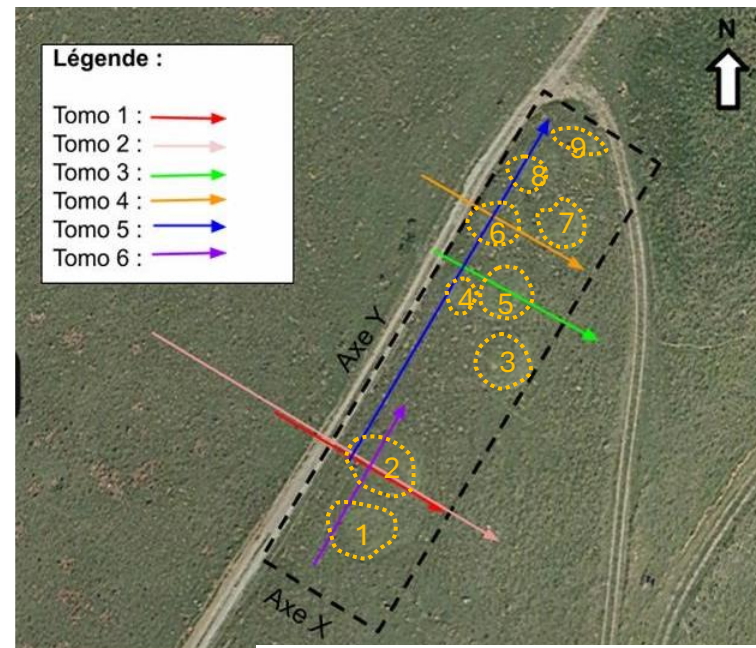 Légende :
Tomo 1 :
Tomo 2 :
Tomo 3 :
Tomo 4 :
Tomo 5 :
Tomo 6 :
N
9
8
7
6
4
5
3
Axe Y
2
1
Axe X